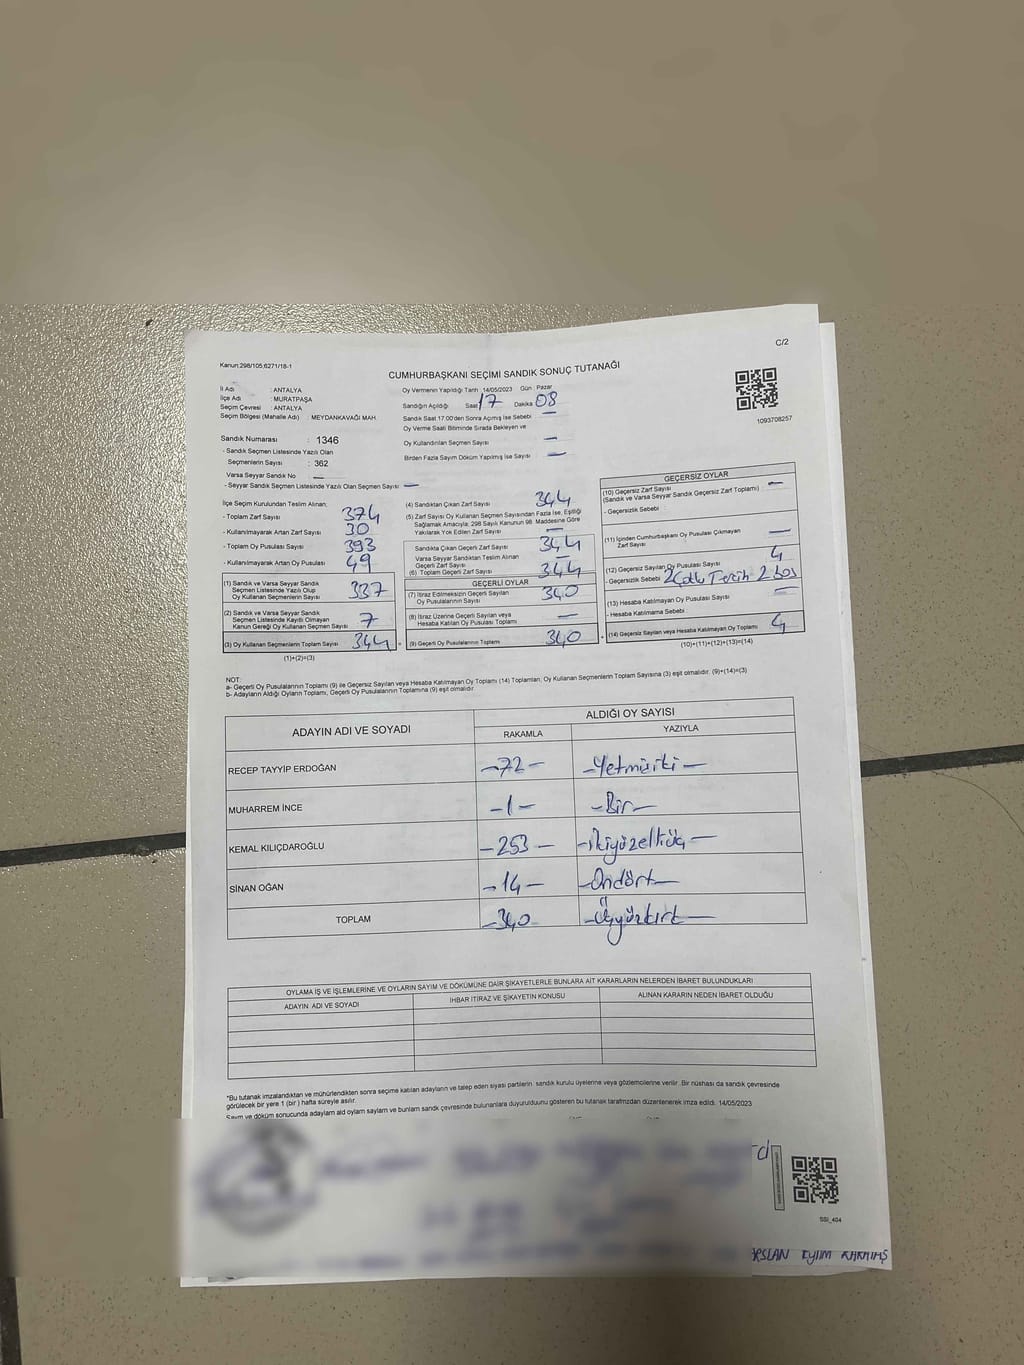 C/2
Kanun:298/105:6271/18-1
CUMHURBAŞKANI SEÇİMİ SANDIK SONUÇ TUTANAĞI
İl Adı : ANTALYA
İlçe Adı : MURATPAŞA
Seçim Çevresi : ANTALYA
Seçim Bölgesi (Mahalle Adı) MEYDANKAVAĞI MAH.
Oy Vermenin Yapıldığı Tarih 14/05/2023 Gün : Pazar
Sandığın Açıldığı Saat 17 Dakika 08
Sandık Saat 17.00'den Sonra Açılmış İse Sebebi —
Oy Verme Saati Bitiminde Sırada Bekleyen ve
Oy Kullandırılan Seçmen Sayısı —
Birden Fazla Sayım Döküm Yapılmış İse Sayısı —
1093708257
Sandık Numarası : 1346
- Sandık Seçmen Listesinde Yazılı Olan
Seçmenlerin Sayısı : 362
Varsa Seyyar Sandık No —
- Seyyar Sandık Seçmen Listesinde Yazılı Olan Seçmen Sayısı —
İlçe Seçim Kurulundan Teslim Alınan;
- Toplam Zarf Sayısı 374
- Kullanılmayarak Artan Zarf Sayısı 30
- Toplam Oy Pusulası Sayısı 393
- Kullanılmayarak Artan Oy Pusulası 49
(1) Sandık ve Varsa Seyyar Sandık
Seçmen Listesinde Yazılı Olup
Oy Kullanan Seçmenlerin Sayısı 337
(2) Sandık ve Varsa Seyyar Sandık
Seçmen Listesinde Kayıtlı Olmayan
Kanun Gereği Oy Kullanan Seçmen Sayısı 7
(3) Oy Kullanan Seçmenlerin Toplam Sayısı 344
(1)+(2)=(3)
(4) Sandıktan Çıkan Zarf Sayısı 344
(5) Zarf Sayısı Oy Kullanan Seçmen Sayısından Fazla İse, Eşitliği
Sağlamak Amacıyla; 298 Sayılı Kanunun 98. Maddesine Göre
Yakılarak Yok Edilen Zarf Sayısı —
Sandıkta Çıkan Geçerli Zarf Sayısı 344
Varsa Seyyar Sandıktan Teslim Alınan
Geçerli Zarf Sayısı —
(6) Toplam Geçerli Zarf Sayısı 344
GEÇERLİ OYLAR
(7) İtiraz Edilmeksizin Geçerli Sayılan
Oy Pusulalarının Sayısı 340
(8) İtiraz Üzerine Geçerli Sayılan veya
Hesaba Katılan Oy Pusulaları Toplamı —
(9) Geçerli Oy Pusulalarının Toplamı 340
GEÇERSİZ OYLAR
(10) Geçersiz Zarf Sayısı
(Sandık ve Varsa Seyyar Sandık Geçersiz Zarf Toplamı) —
- Geçersizlik Sebebi
(11) İçinden Cumhurbaşkanı Oy Pusulası Çıkmayan
Zarf Sayısı —
(12) Geçersiz Sayılan Oy Pusulası Sayısı 4
- Geçersizlik Sebebi 2 Çoklu Tercih 2 boş
(13) Hesaba Katılmayan Oy Pusulası Sayısı —
- Hesaba Katılmama Sebebi
(14) Geçersiz Sayılan veya Hesaba Katılmayan Oy Toplamı 4
(10)+(11)+(12)+(13)=(14)
NOT:
a- Geçerli Oy Pusulalarının Toplamı (9) ile Geçersiz Sayılan veya Hesaba Katılmayan Oy Toplamı (14) Toplamları, Oy Kullanan Seçmenlerin Toplam Sayısına (3) eşit olmalıdır. (9)+(14)=(3)
b- Adayların Aldığı Oyların Toplamı, Geçerli Oy Pusulalarının Toplamına (9) eşit olmalıdır.
ADAYIN ADI VE SOYADI ALDIĞI OY SAYISI
RAKAMLA YAZIYLA
RECEP TAYYİP ERDOĞAN —72— —Yetmişiki—
MUHARREM İNCE —1— —Bir—
KEMAL KILIÇDAROĞLU —253— —İkiyüzelliüç—
SİNAN OĞAN —14— —Ondört—
TOPLAM —340 —Üçyüzkırk—
OYLAMA İŞ VE İŞLEMLERİNE VE OYLARIN SAYIM VE DÖKÜMÜNE DAİR ŞİKAYETLERLE BUNLARA AİT KARARLARIN NELERDEN İBARET BULUNDUKLARI
ADAYIN ADI VE SOYADI İHBAR İTİRAZ VE ŞİKAYETİN KONUSU ALINAN KARARIN NEDEN İBARET OLDUĞU
*Bu tutanak imzalandıktan ve mühürlendikten sonra seçime katılan adayların ve talep eden siyasi partilerin, sandık kurulu üyelerine veya gözlemcilerine verilir. Bir nüshası da sandık çevresinde
görülecek bir yere 1 (bir) hafta süreyle asılır.
Sayım ve döküm sonucunda adayların aldığı oyların sayılarını ve bunların sandık çevresinde bulunanlara duyurulduğunu gösteren bu tutanak tarafımızdan düzenlenerek imza edildi. 14/05/2023
SSI_404
ARSLAN EYLİM KARATAŞ